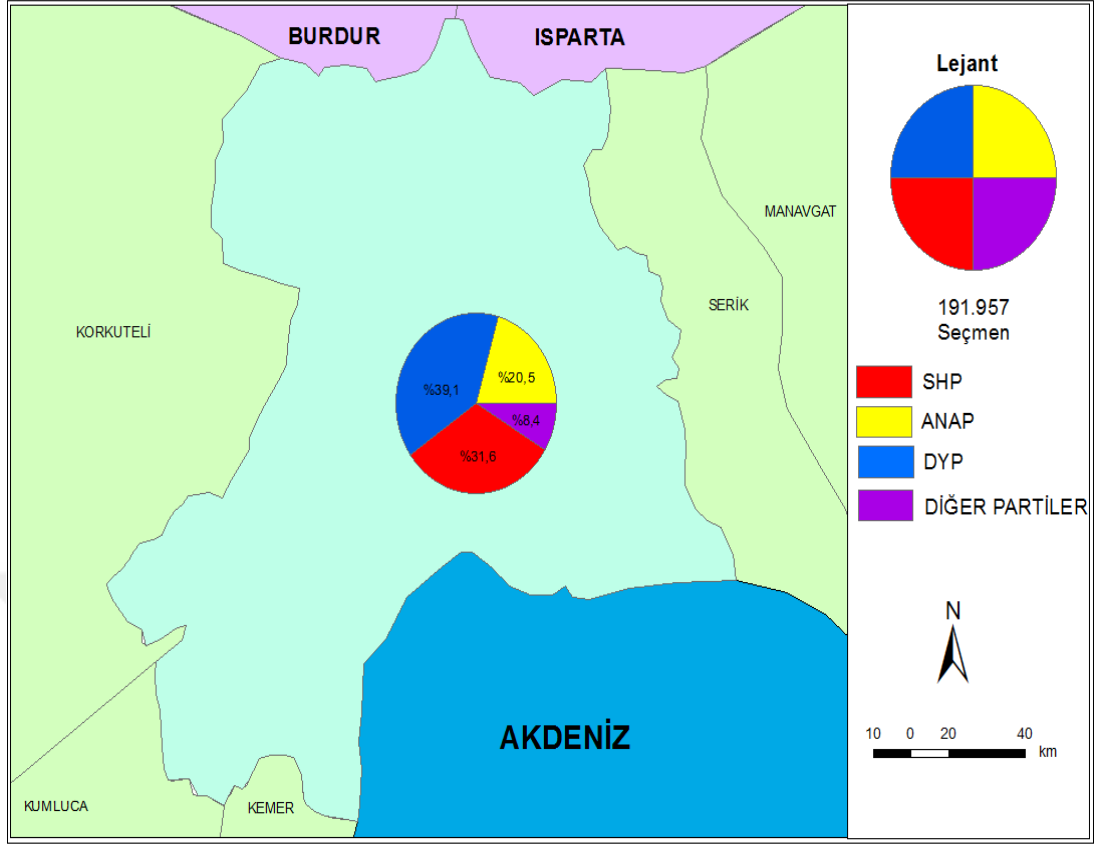 BURDUR
ISPARTA
MANAVGAT
SERİK
KORKUTELİ
%39,1
%20,5
%8,4
%31,6
AKDENİZ
KUMLUCA
KEMER
Lejant
191.957
Seçmen
SHP
ANAP
DYP
DİĞER PARTİLER
N
10 0 20 40
km